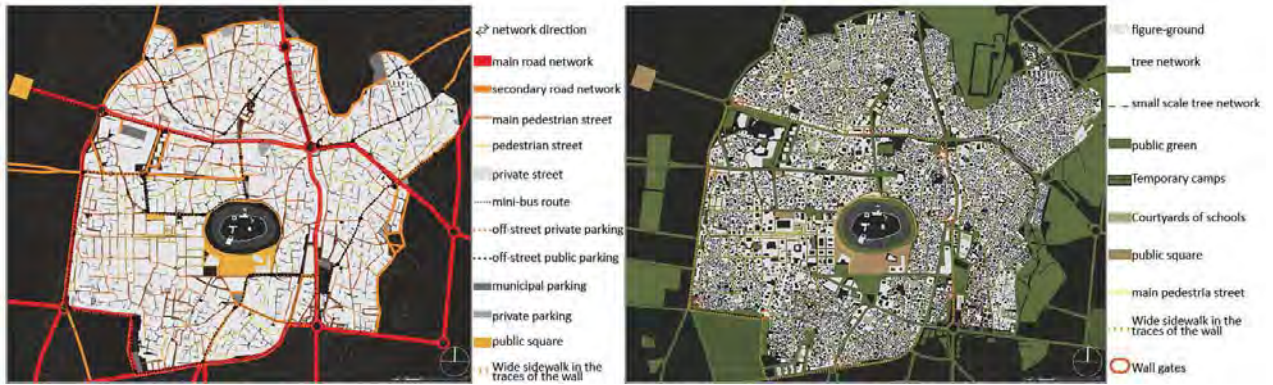 network direction
main road network
secondary road network
main pedestrian street
pedestrian street
private street
mini-bus route
off-street private parking
off-street public parking
municipal parking
private parking
public square
Wide sidewalk in the
traces of the wall
figure-ground
tree network
small scale tree network
public green
Temporary camps
Courtyards of schools
public square
main pedestria street
Wide sidewalk in the
traces of the wall
Wall gates